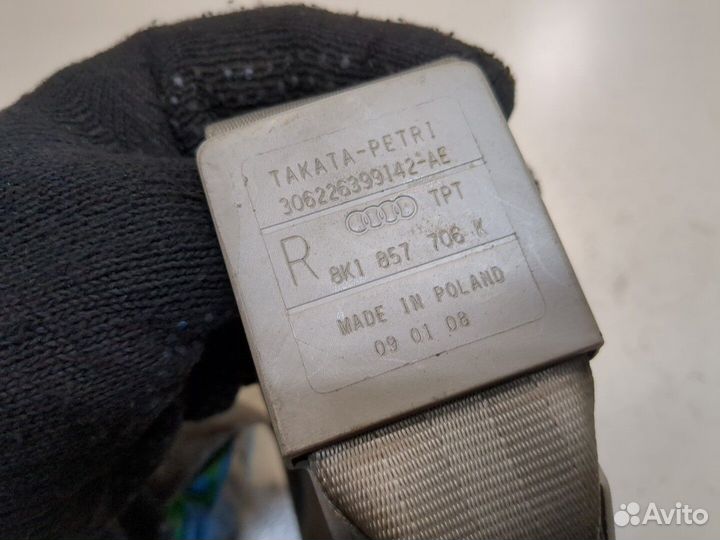 TAKATA-PETRI
306226399142-AE
TPT
R 8K1 857 706 K
MADE IN POLAND
09 01 08
Avito